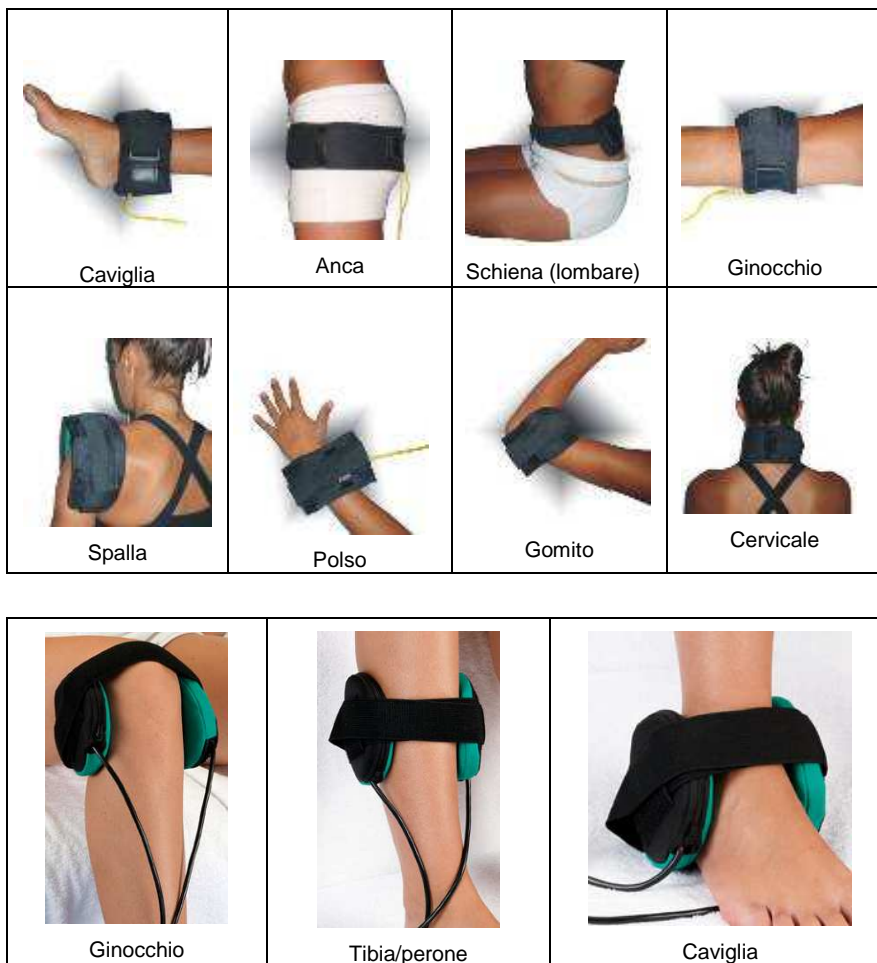 Caviglia
Anca
Schiena (lombare)
Ginocchio
Spalla
Polso
Gomito
Cervicale
Ginocchio
Tibia/perone
Caviglia